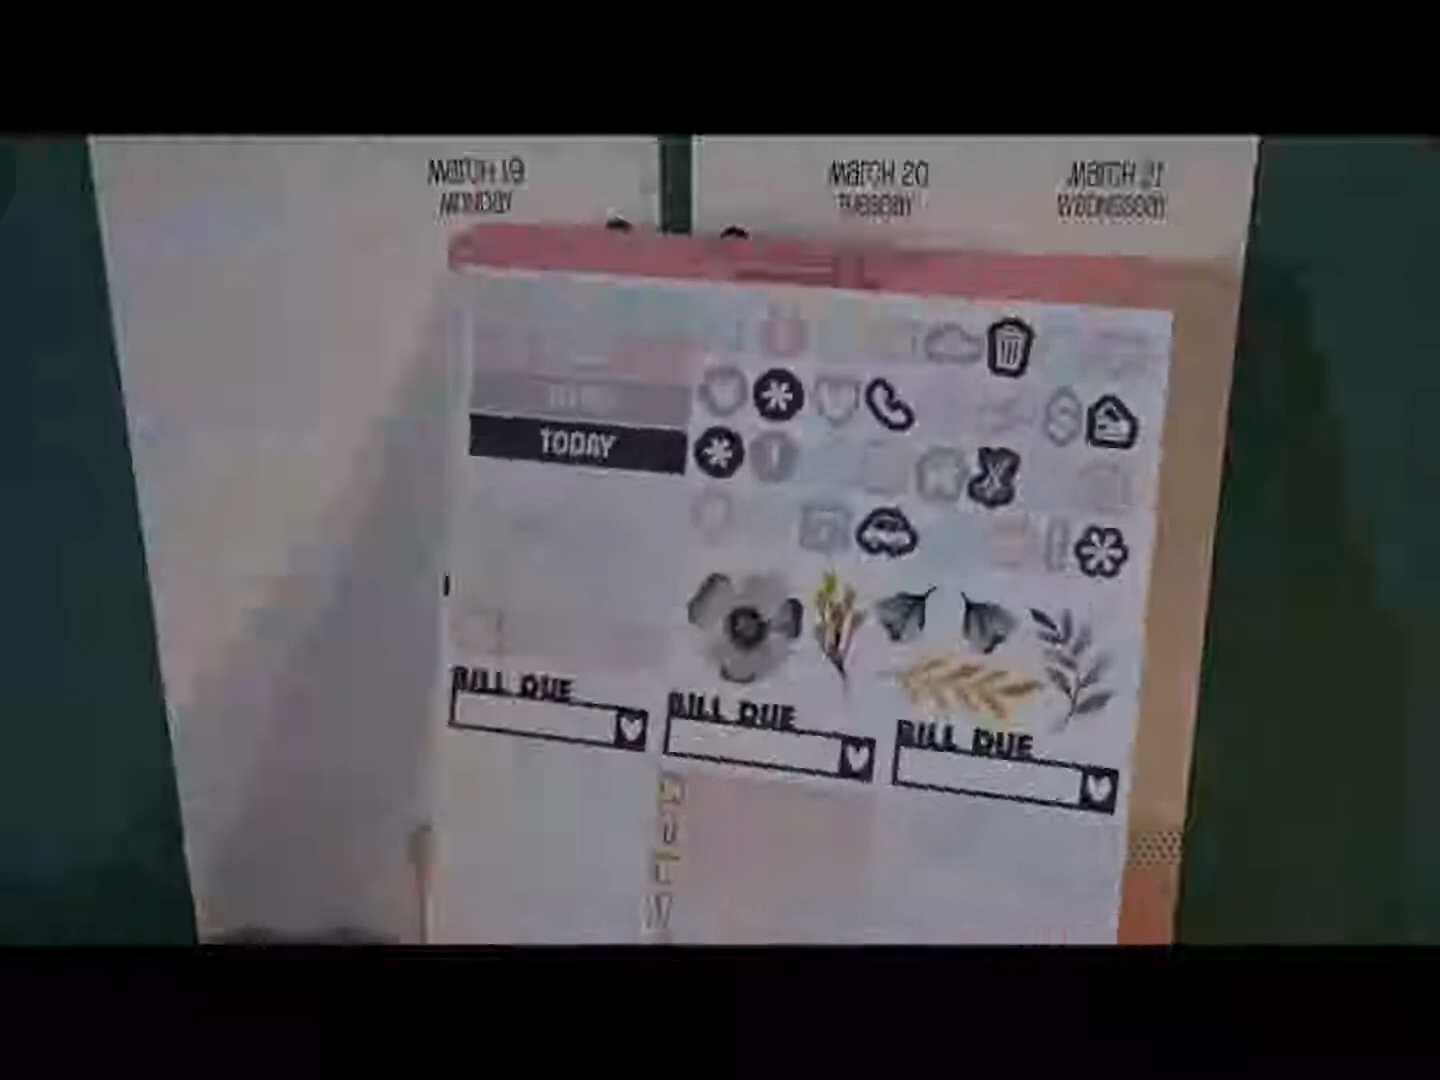 March 19
Monday
March 20
Tuesday
March 21
Wednesday
TODAY
BILL DUE
BILL DUE
BILL DUE